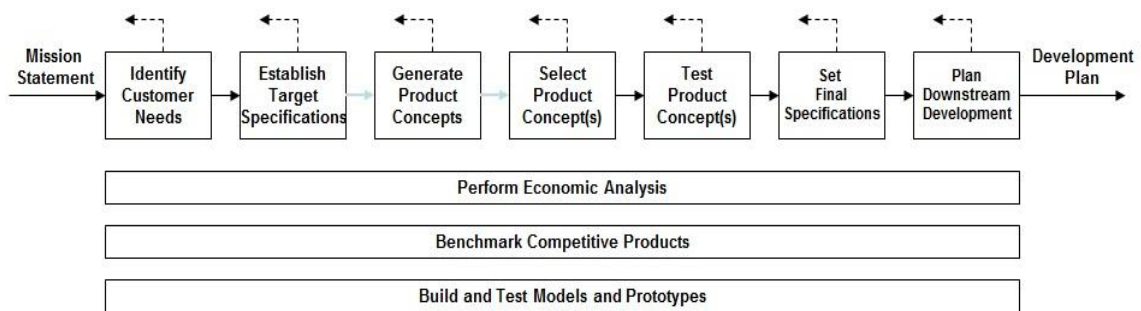 Mission
Statement
Identify
Customer
Needs
Establish
Target
Specifications
Generate
Product
Concepts
Select
Product
Concept(s)
Test
Product
Concept(s)
Set
Final
Specifications
Plan
Downstream
Development
Development
Plan
Perform Economic Analysis
Benchmark Competitive Products
Build and Test Models and Prototypes